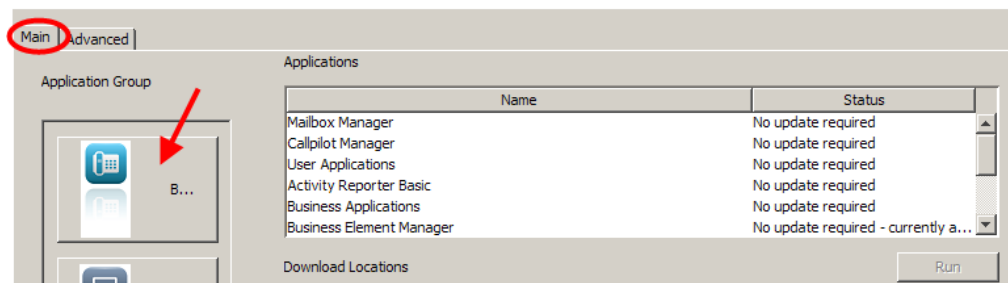 Main Advanced
Applications
Application Group
Name Status
Mailbox Manager No update required
Callpilot Manager No update required
User Applications No update required
Activity Reporter Basic No update required
B...
Business Applications No update required
Business Element Manager No update required - currently a...
Download Locations Run